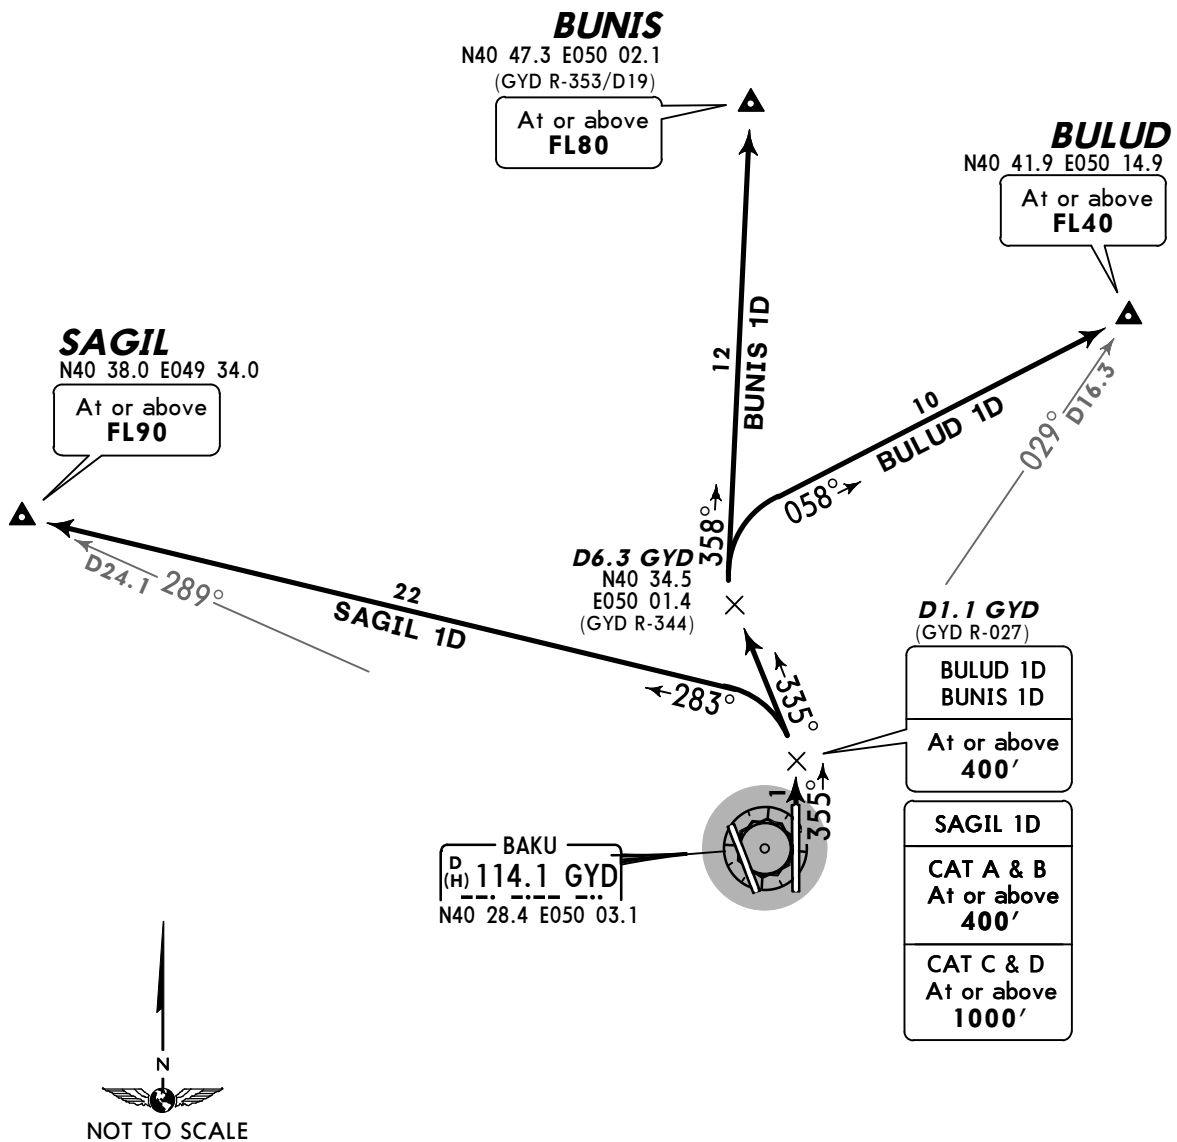 BUNIS
N40 47.3 E050 02.1
(GYD R-353/D19)
At or above
FL80
BULUD
N40 41.9 E050 14.9
At or above
FL40
SAGIL
N40 38.0 E049 34.0
At or above
FL90
12
BUNIS 1D
10
BULUD 1D
029°
D16.3
058°
358°
D24.1
289°
22
SAGIL 1D
D6.3 GYD
N40 34.5
E050 01.4
(GYD R-344)
283°
335°
D1.1 GYD
(GYD R-027)
BULUD 1D
BUNIS 1D
At or above
400'
SAGIL 1D
CAT A & B
At or above
400'
CAT C & D
At or above
1000'
1
355°
BAKU
D
(H) 114.1 GYD
N40 28.4 E050 03.1
N
NOT TO SCALE